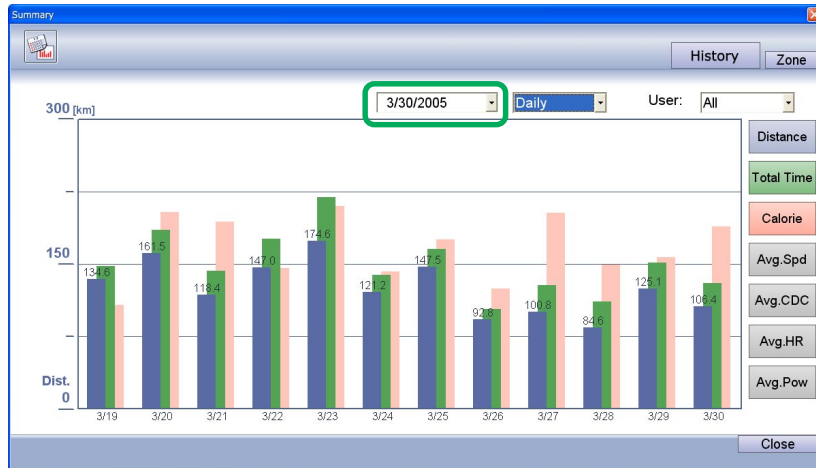 Summary
History Zone
3/30/2005 Daily User: All
300 [km]
Distance
Total Time
Calorie
Avg.Spd
Avg.CDC
Avg.HR
Avg.Pow
134.6 161.5 118.4 147.0 174.6 121.2 147.5 92.8 100.8 84.6 125.1 106.4
150
Dist.
0
3/19 3/20 3/21 3/22 3/23 3/24 3/25 3/26 3/27 3/28 3/29 3/30
Close